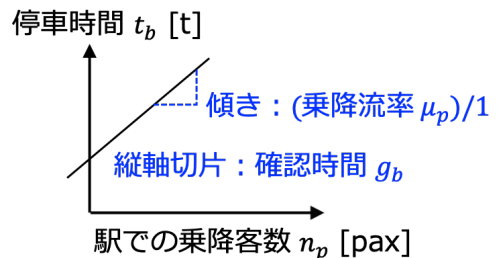 停車時間 t_b [t]
傾き：(乗降流率 μ_p)/1
縦軸切片：確認時間 g_b
駅での乗降客数 n_p [pax]